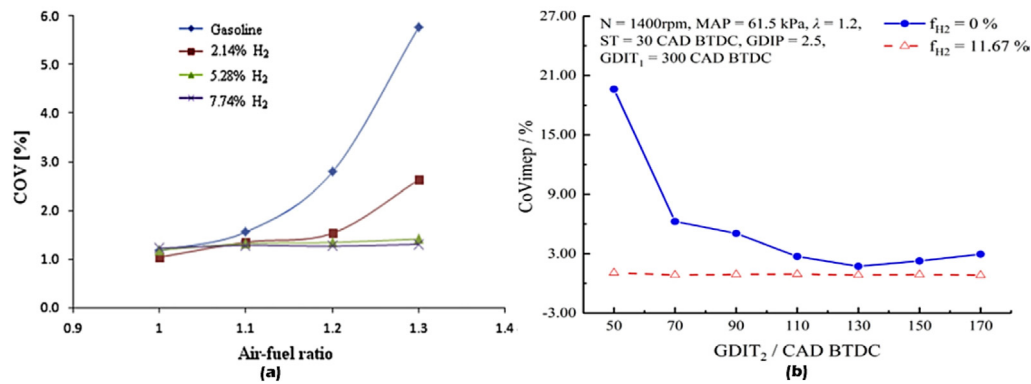 (a)
Gasoline
2.14% H₂
5.28% H₂
7.74% H₂
COV [%]
6.0
5.0
4.0
3.0
2.0
1.0
0.0
0.9
1
1.1
1.2
1.3
1.4
Air-fuel ratio
(a)
27.00
21.00
15.00
9.00
3.00
-3.00
CoVimep / %
N = 1400rpm, MAP = 61.5 kPa, λ = 1.2,
ST = 30 CAD BTDC, GDIP = 2.5,
GDIT₁ = 300 CAD BTDC
f_H2 = 0 %
f_H2 = 11.67 %
50
70
90
110
130
150
170
GDIT₂ / CAD BTDC
(b)